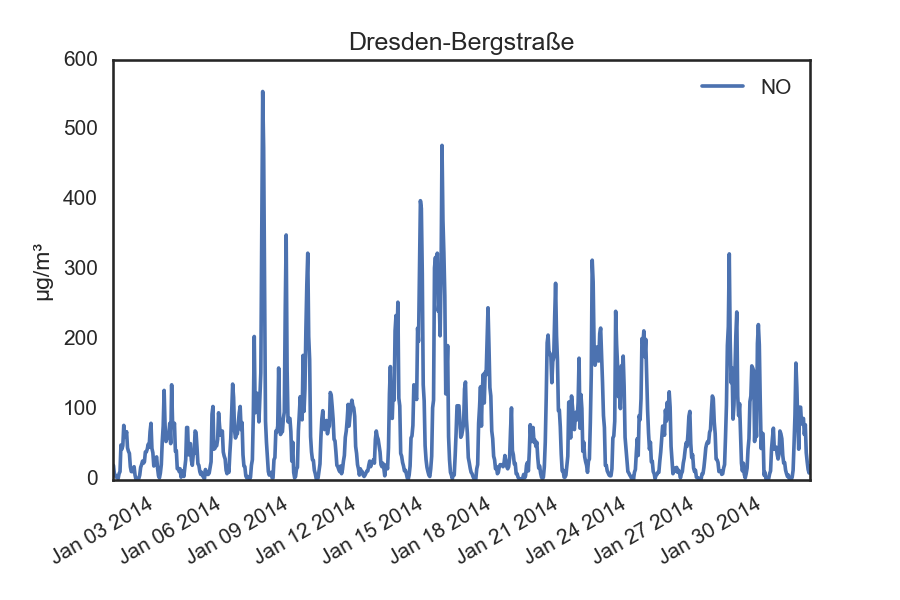 Dresden-Bergstraße
600
500
400
300
200
100
0
µg/m³
NO
Jan 03 2014
Jan 06 2014
Jan 09 2014
Jan 12 2014
Jan 15 2014
Jan 18 2014
Jan 21 2014
Jan 24 2014
Jan 27 2014
Jan 30 2014